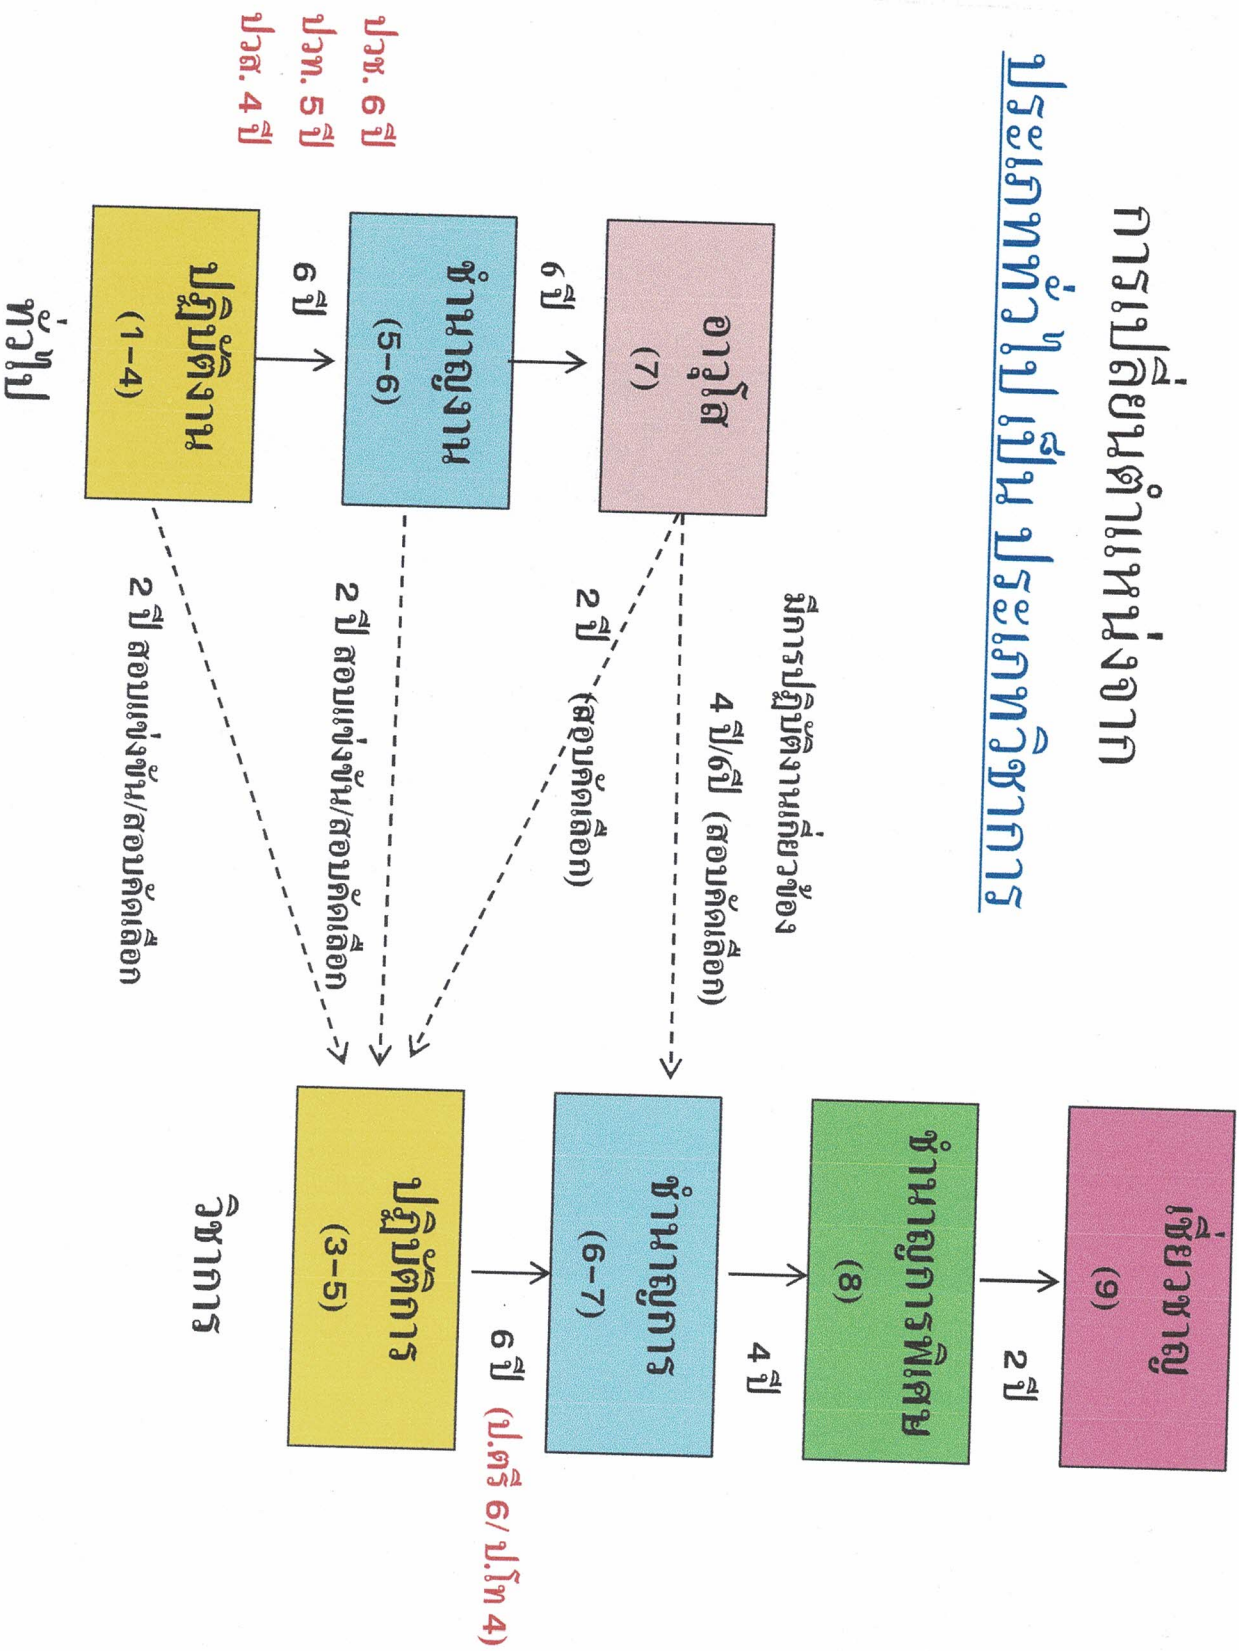 การเปลี่ยนตำแหน่งจาก
ประเภททั่วไป เป็น ประเภทวิชาการ
เชี่ยวชาญ
(9)
2 ปี
ชำนาญการพิเศษ
(8)
4 ปี
มีการปฏิบัติงานเกี่ยวข้อง
4 ปี/6ปี (สอบคัดเลือก)
อาวุโส
(7)
ชำนาญการ
(6-7)
6 ปี
2 ปี (สอบคัดเลือก)
6 ปี (ป.ตรี 6/ ป.โท 4)
ปวช. 6 ปี
ปวท. 5 ปี
ปวส. 4 ปี
ชำนาญงาน
(5-6)
2 ปี สอบแข่งขัน/สอบคัดเลือก
ปฏิบัติการ
(3-5)
6 ปี
ปฏิบัติงาน
(1-4)
2 ปี สอบแข่งขัน/สอบคัดเลือก
ทั่วไป
วิชาการ